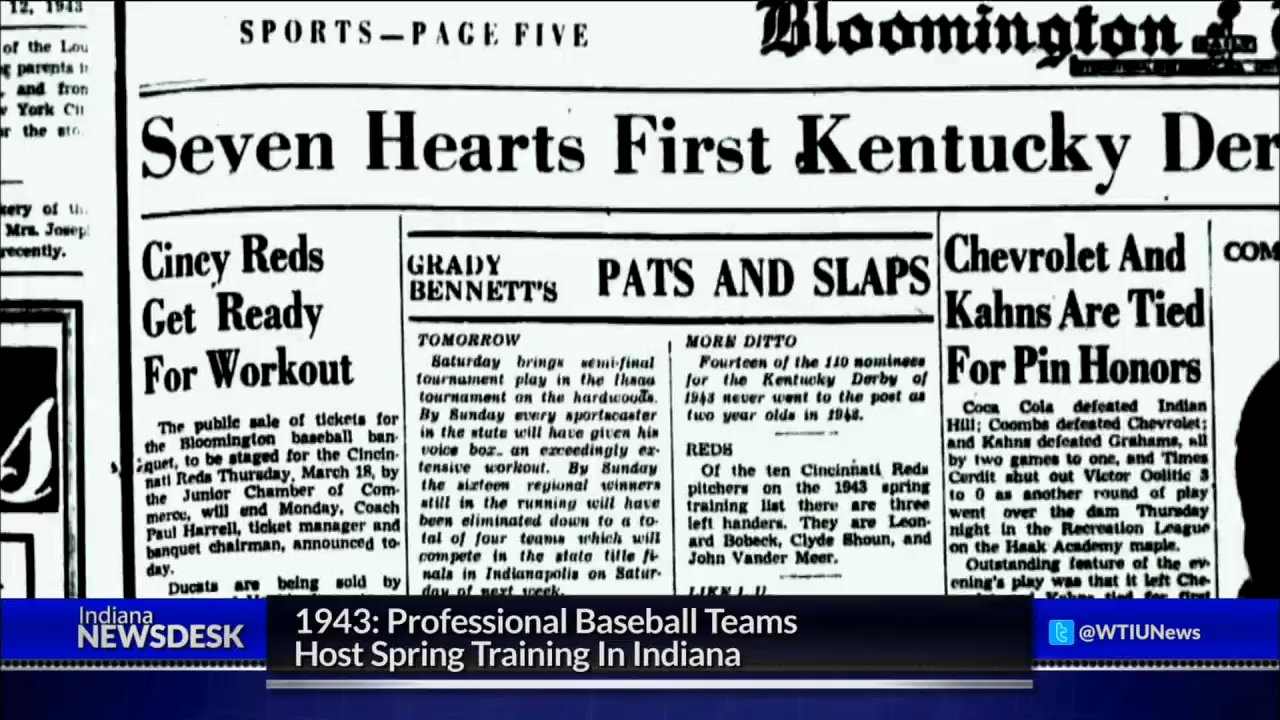 12, 1943
of the Lou
parents i
, and fron
York Cit
or the sto
kery of th
Mrs. Josep
recently.
SPORTS—PAGE FIVE
Bloomington
Seven Hearts First Kentucky Der
Cincy Reds
Get Ready
For Workout
The public sale of tickets for
the Bloomington baseball ban-
quet, to be staged for the Cincin-
nati Reds Thursday, March 18, by
the Junior Chamber of Com-
merce, will end Monday, Coach
Paul Harrell, ticket manager and
banquet chairman, announced to-
day.
Ducats are being sold by
GRADY
BENNETT'S
PATS AND SLAPS
TOMORROW
Saturday brings semi-final
tournament play in the Ihsaa
tournament on the hardwoods.
By Sunday every sportscaster
in the state will have given his
voice box an exceedingly ex-
tensive workout. By Sunday
the sixteen regional winners
still in the running will have
been eliminated down to a to-
tal of four teams which will
compete in the state title fi-
nals in Indianapolis on Satur-
day of next week.
MORE DITTO
Fourteen of the 110 nominees
for the Kentucky Derby of
1943 never went to the post as
two year olds in 1942.
REDS
Of the ten Cincinnati Reds
pitchers on the 1943 spring
training list there are three
left handers. They are Leon-
ard Bobeck, Clyde Shoun, and
John Vander Meer.
LIKE I. U.
Chevrolet And
Kahns Are Tied
For Pin Honors
Coca Cola defeated Indian
Hill; Coombs defeated Chevrolet;
and Kahns defeated Grahams, all
by two games to one, and Times
Cerdit shut out Victor Oolitic 3
to 0 as another round of play
went over the dam Thursday
night in the Recreation League
on the Haak Academy maple.
Outstanding feature of the ev-
ening's play was that it left Che-
Kahns tied for first
COM
Indiana
NEWSDESK
1943: Professional Baseball Teams
Host Spring Training In Indiana
@WTIUNews